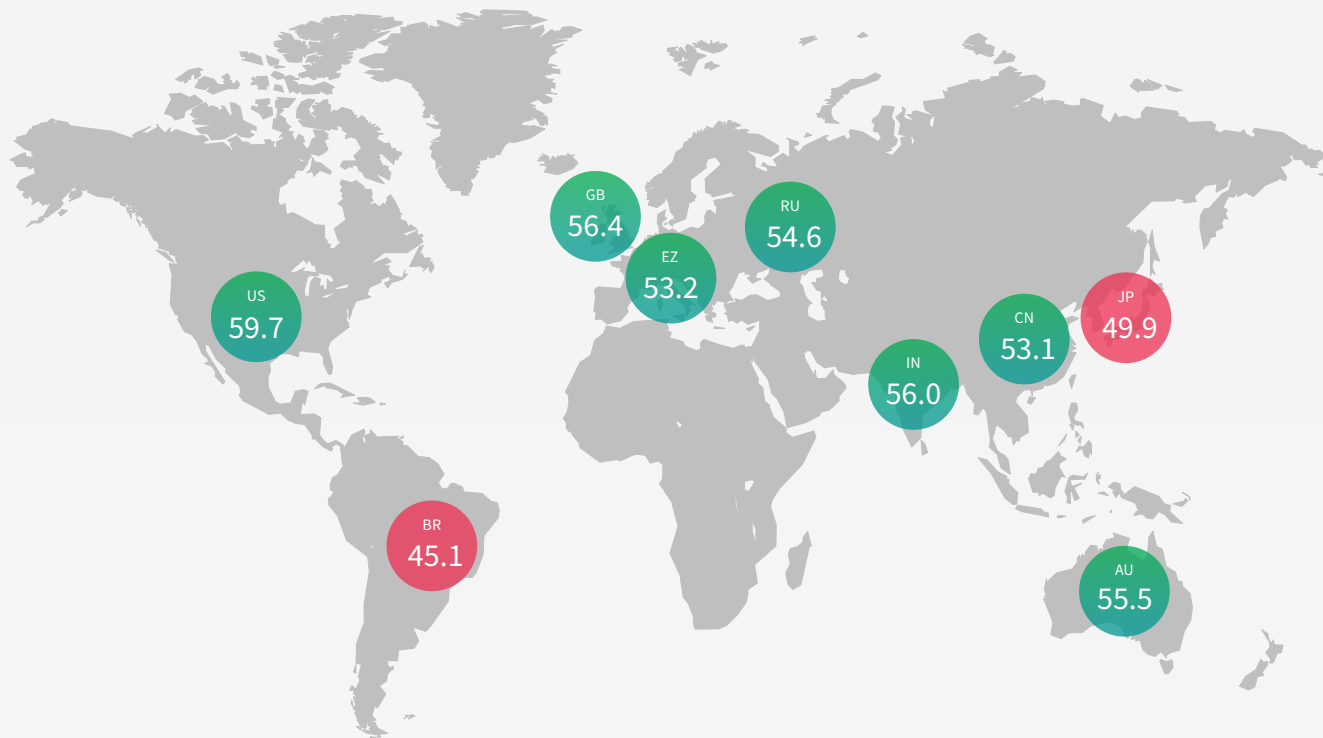 GB
56.4
RU
54.6
EZ
53.2
US
59.7
JP
49.9
CN
53.1
IN
56.0
BR
45.1
AU
55.5